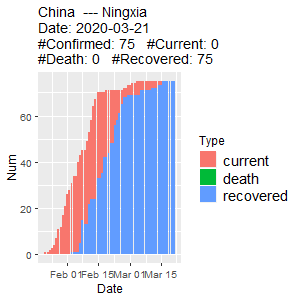 China --- Ningxia
Date: 2020-03-21
#Confirmed: 75 #Current: 0
#Death: 0 #Recovered: 75
Num
60
40
20
0
Feb 01 Feb 15 Mar 01 Mar 15
Date
Type
current
death
recovered